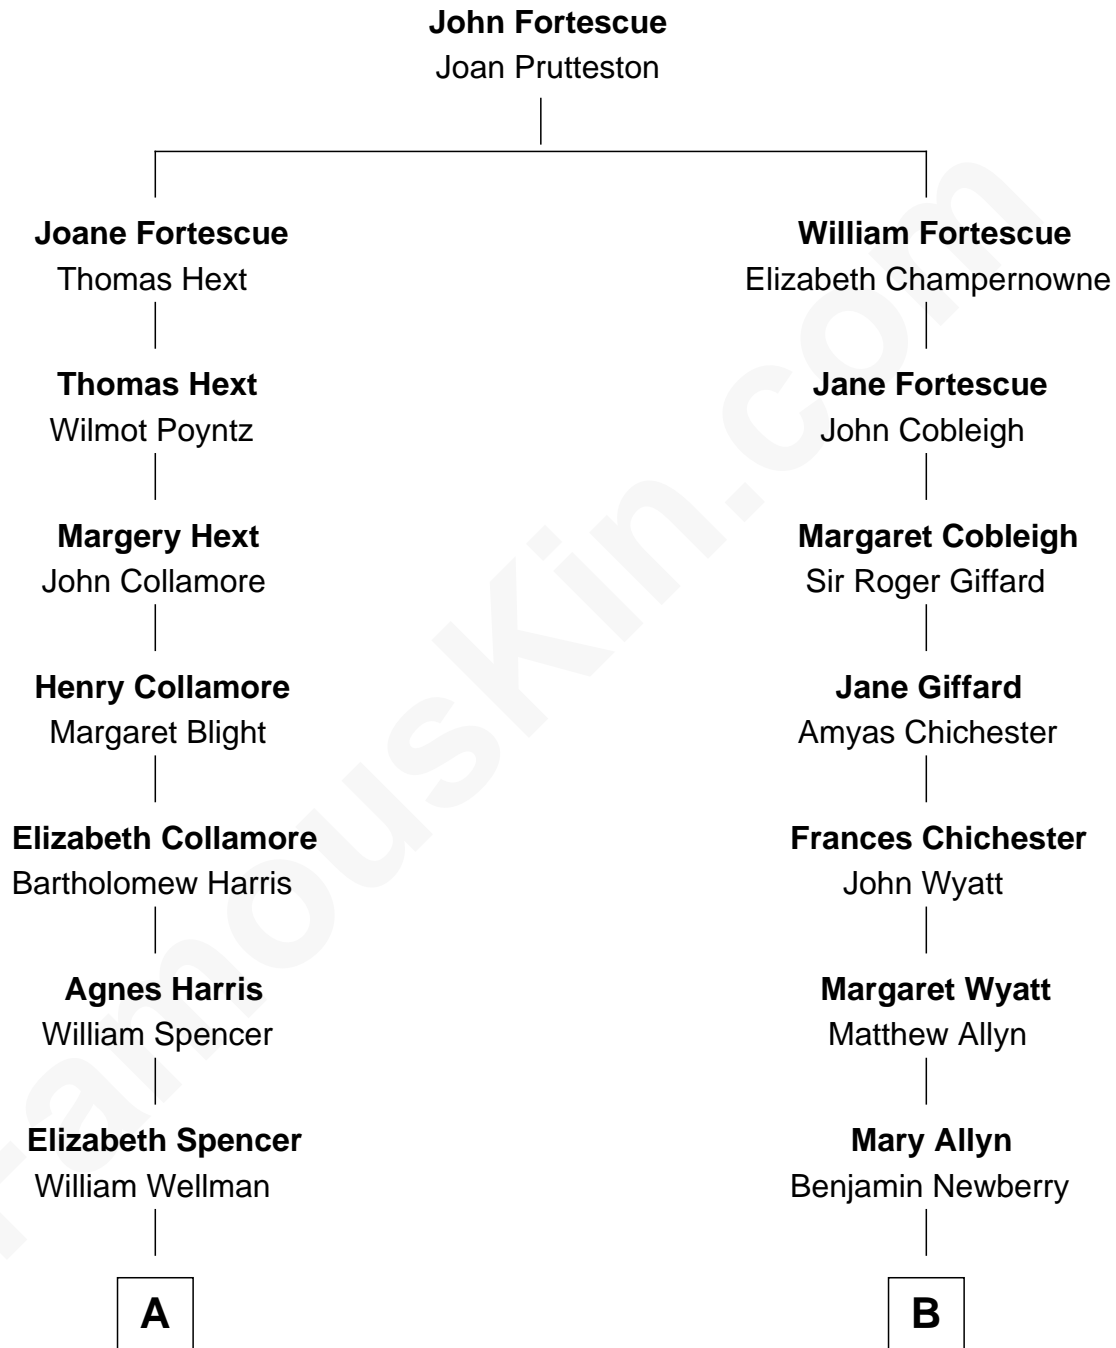 John Fortescue
Joan Prutteston
Joane Fortescue
Thomas Hext
William Fortescue
Elizabeth Champernowne
Thomas Hext
Wilmot Poyntz
Jane Fortescue
John Cobleigh
Margery Hext
John Collamore
Margaret Cobleigh
Sir Roger Giffard
Henry Collamore
Margaret Blight
Jane Giffard
Amyas Chichester
Elizabeth Collamore
Bartholomew Harris
Frances Chichester
John Wyatt
Agnes Harris
William Spencer
Margaret Wyatt
Matthew Allyn
Elizabeth Spencer
William Wellman
Mary Allyn
Benjamin Newberry
A
B
FamousKin.com